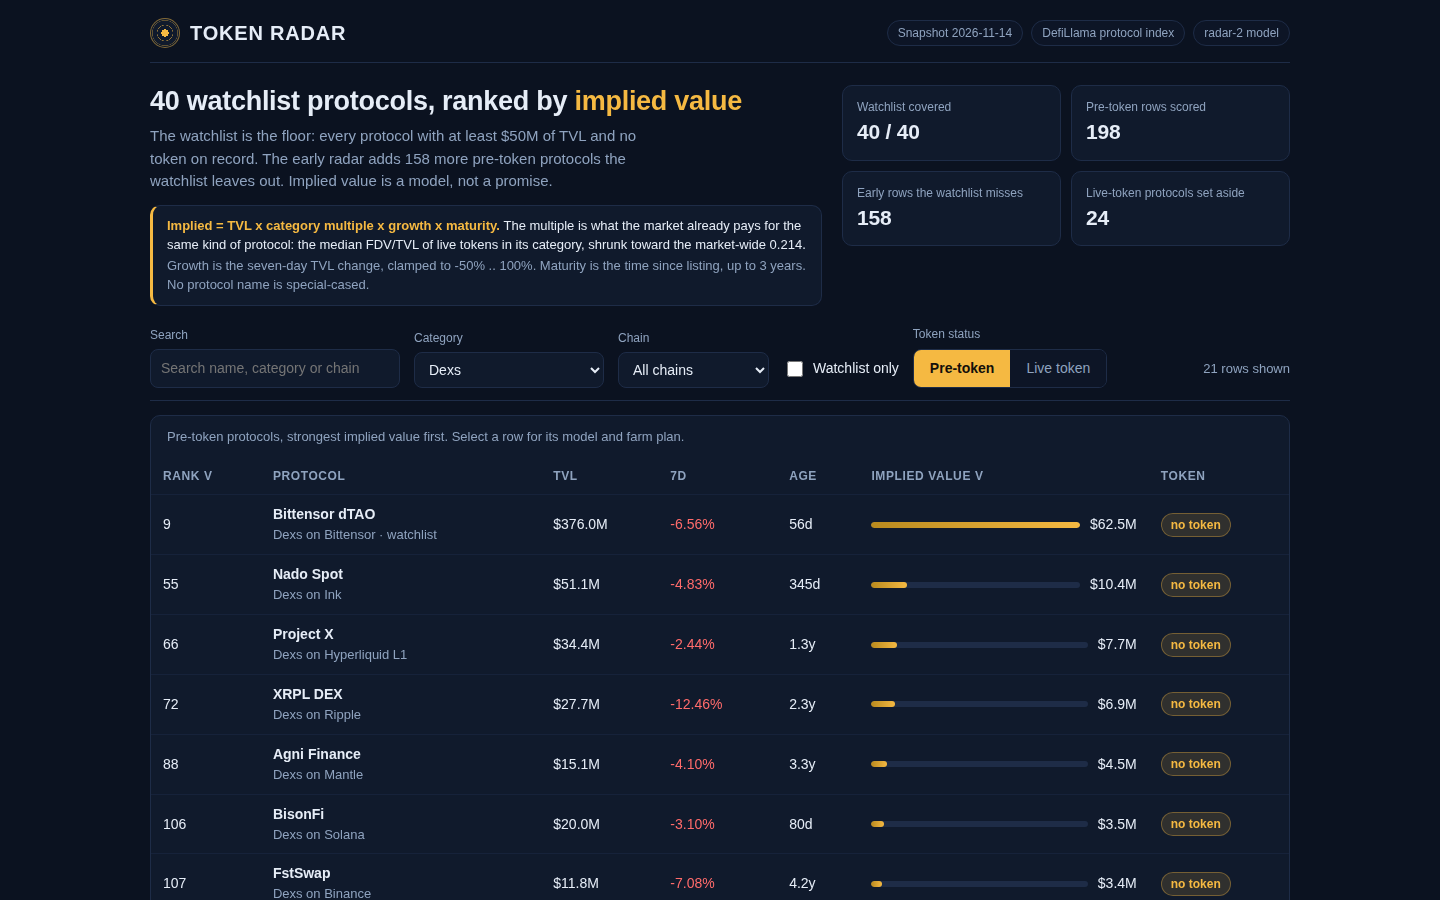 TOKEN RADAR
Snapshot 2026-11-14
DefiLlama protocol index
radar-2 model
40 watchlist protocols, ranked by implied value
The watchlist is the floor: every protocol with at least $50M of TVL and no
token on record. The early radar adds 158 more pre-token protocols the
watchlist leaves out. Implied value is a model, not a promise.
Implied = TVL x category multiple x growth x maturity. The multiple is what the market already pays for the
same kind of protocol: the median FDV/TVL of live tokens in its category, shrunk toward the market-wide 0.214.
Growth is the seven-day TVL change, clamped to -50% .. 100%. Maturity is the time since listing, up to 3 years.
No protocol name is special-cased.
Watchlist covered
40 / 40
Pre-token rows scored
198
Early rows the watchlist misses
158
Live-token protocols set aside
24
Search
Search name, category or chain
Category
Dexs
Chain
All chains
Watchlist only
Token status
Pre-token
Live token
21 rows shown
Pre-token protocols, strongest implied value first. Select a row for its model and farm plan.
RANK V PROTOCOL TVL 7D AGE IMPLIED VALUE V TOKEN
9 Bittensor dTAO $376.0M -6.56% 56d $62.5M no token
Dexs on Bittensor · watchlist
55 Nado Spot $51.1M -4.83% 345d $10.4M no token
Dexs on Ink
66 Project X $34.4M -2.44% 1.3y $7.7M no token
Dexs on Hyperliquid L1
72 XRPL DEX $27.7M -12.46% 2.3y $6.9M no token
Dexs on Ripple
88 Agni Finance $15.1M -4.10% 3.3y $4.5M no token
Dexs on Mantle
106 BisonFi $20.0M -3.10% 80d $3.5M no token
Dexs on Solana
107 FstSwap $11.8M -7.08% 4.2y $3.4M no token
Dexs on Binance